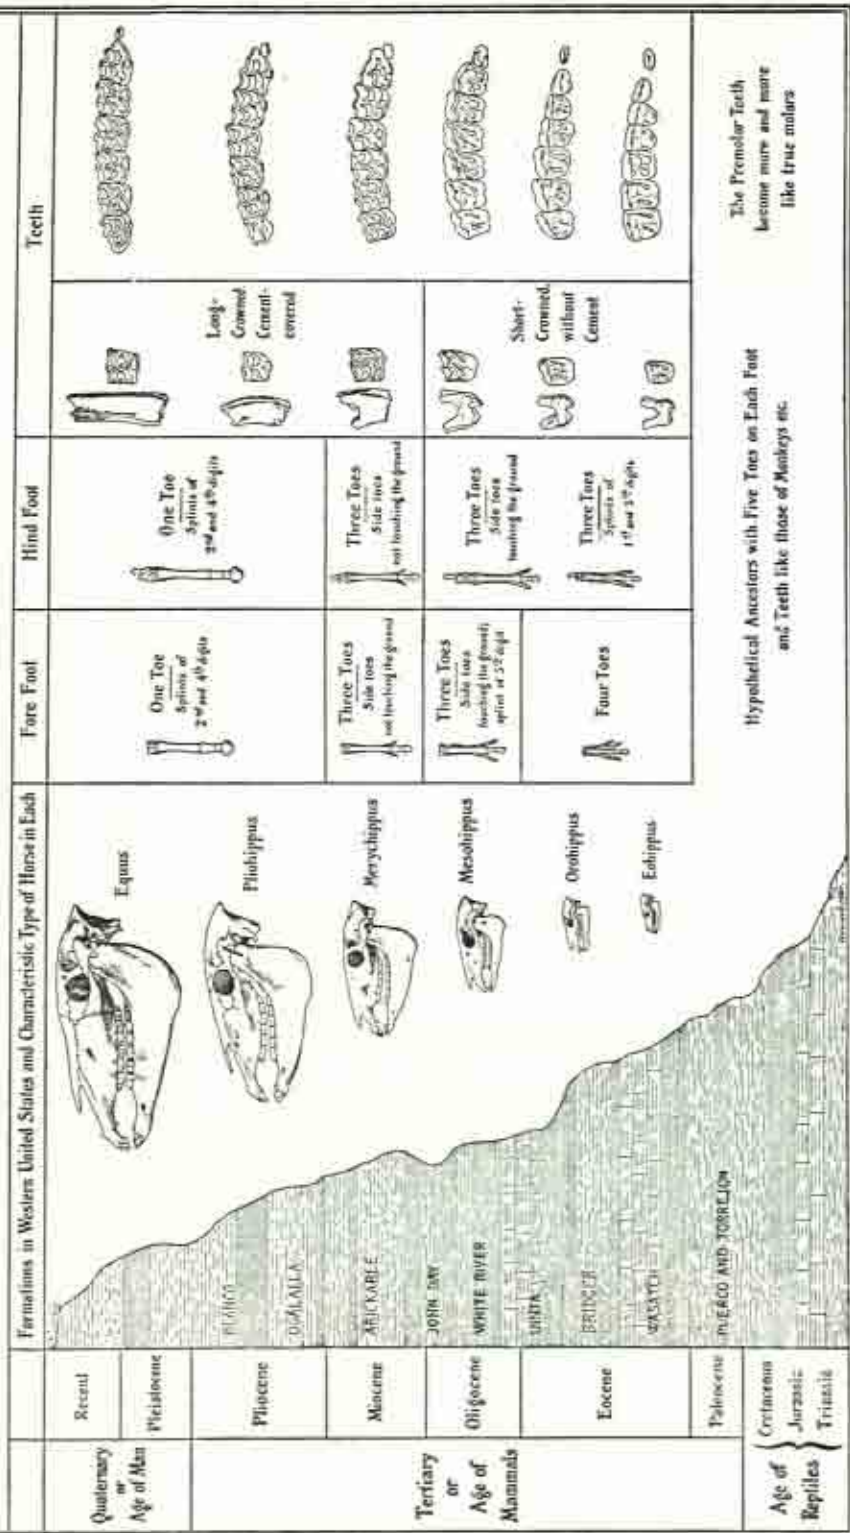 Formations in Western United States and Characteristic Type of Horse in Each
Fore Foot
Hind Foot
Teeth
Quaternary
or
Age of Man
Recent
Pleistocene
Equus
One Toe
Splints of
2nd and 4th digits
One Toe
Splints of
2nd and 4th digits
Long-
Crowned,
Cement-
covered
Tertiary
or
Age of
Mammals
Pliocene
BLANCO
OGALALLA
Pliohippus
Miocene
ARICKAREE
Merychippus
Three Toes
Side toes
not touching the ground
Three Toes
Side toes
not touching the ground
Oligocene
JOHN DAY
WHITE RIVER
Mesohippus
Three Toes
Side toes
touching the ground;
splint of 5th digit
Three Toes
Side toes
touching the ground
Short-
Crowned,
without
Cement
Eocene
UINTA
BRIDGER
WASATCH
Orohippus
Eohippus
Four Toes
Three Toes
Splints of
1st and 5th digits
Paleocene
PUERCO AND TORREJON
Age of
Reptiles
Cretaceous
Jurassic
Triassic
Hypothetical Ancestors with Five Toes on Each Foot
and Teeth like those of Monkeys etc.
The Premolar Teeth
become more and more
like true molars